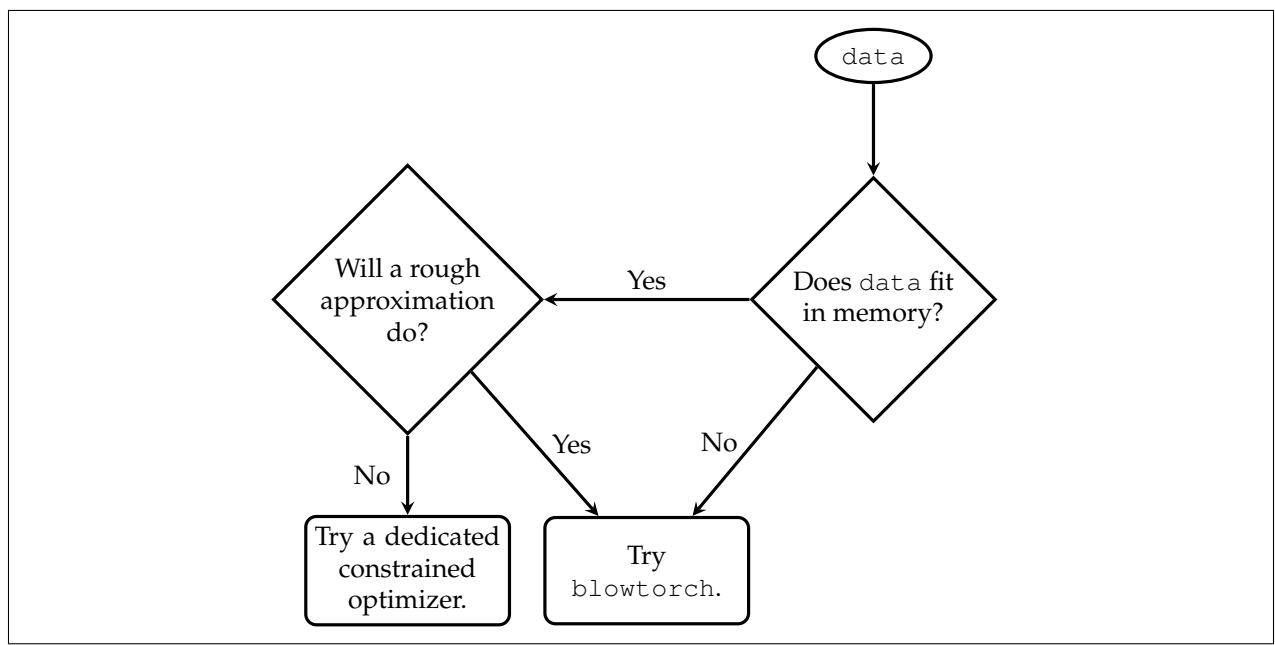 data
Does data fit
in memory?
Yes
Will a rough
approximation
do?
No
Yes
No
Try a dedicated
constrained
optimizer.
Try
blowtorch.